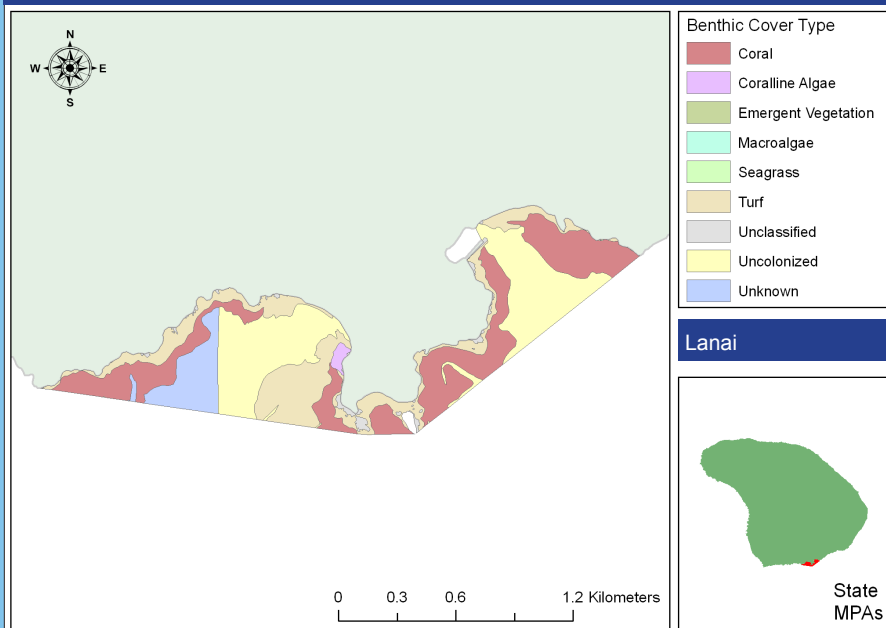 N
W E
S
0 0.3 0.6 1.2 Kilometers
Benthic Cover Type
Coral
Coralline Algae
Emergent Vegetation
Macroalgae
Seagrass
Turf
Unclassified
Uncolonized
Unknown
Lanai
State
MPAs